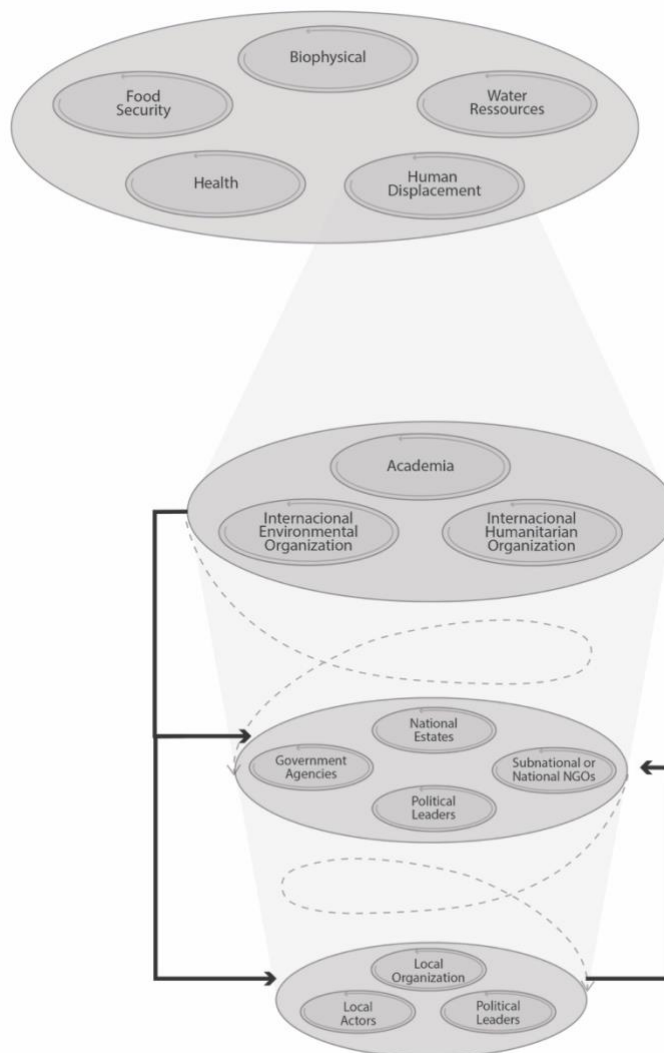 Biophysical
Food
Security
Water
Ressources
Health
Human
Displacement
Academia
Internacional
Environmental
Organization
Internacional
Humanitarian
Organization
National
Estates
Government
Agencies
Subnational or
National NGOs
Political
Leaders
Local
Organization
Local
Actors
Political
Leaders